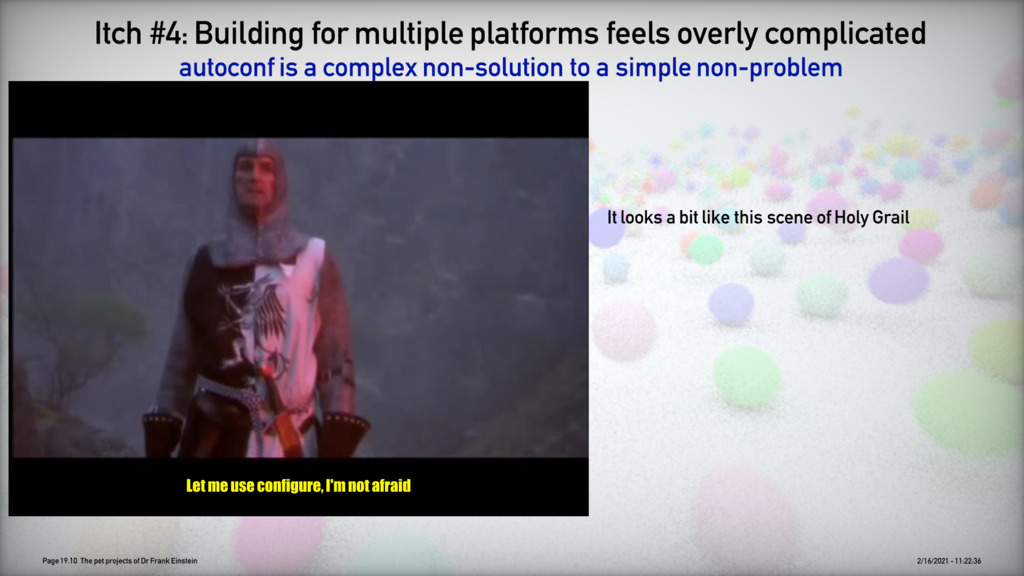 Itch #4: Building for multiple platforms feels overly complicated
autoconf is a complex non-solution to a simple non-problem
It looks a bit like this scene of Holy Grail
Let me use configure, I'm not afraid
Page 19.10 The pet projects of Dr Frank Einstein
2/16/2021 - 11:22:36